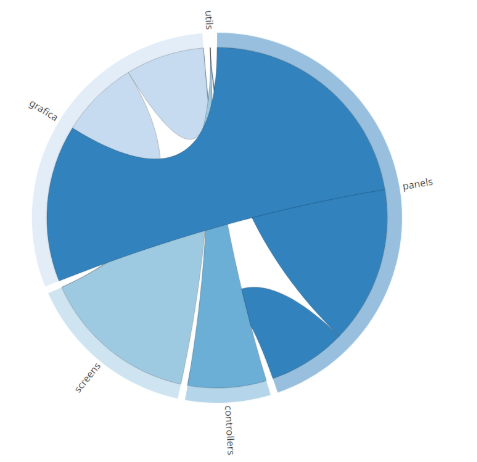 utils
grafica
panels
screens
controllers